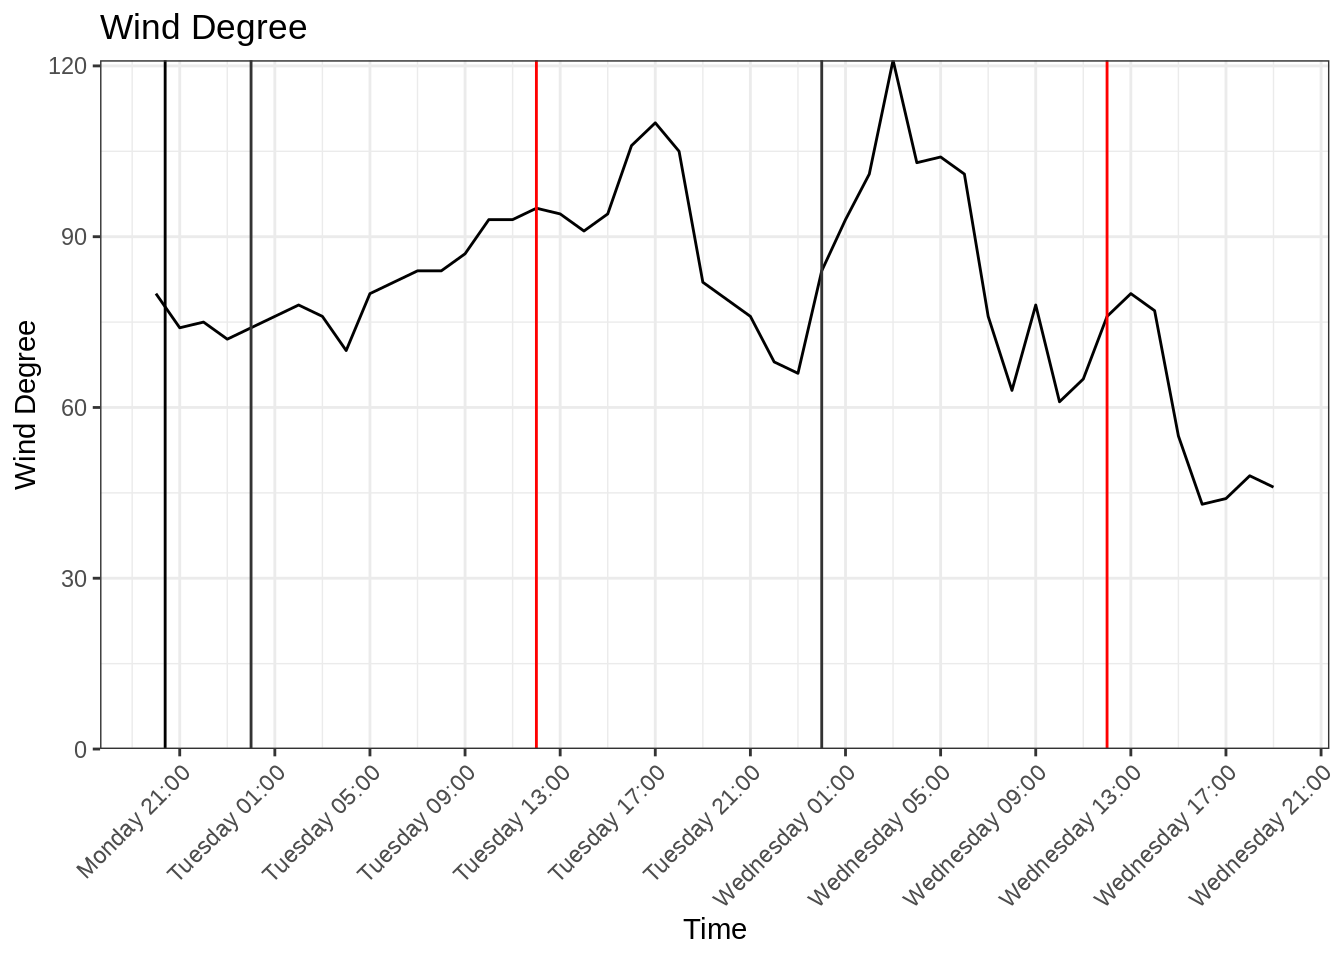 Wind Degree
120
90
60
30
0
Wind Degree
Monday 21:00
Tuesday 01:00
Tuesday 05:00
Tuesday 09:00
Tuesday 13:00
Tuesday 17:00
Tuesday 21:00
Wednesday 01:00
Wednesday 05:00
Wednesday 09:00
Wednesday 13:00
Wednesday 17:00
Wednesday 21:00
Time